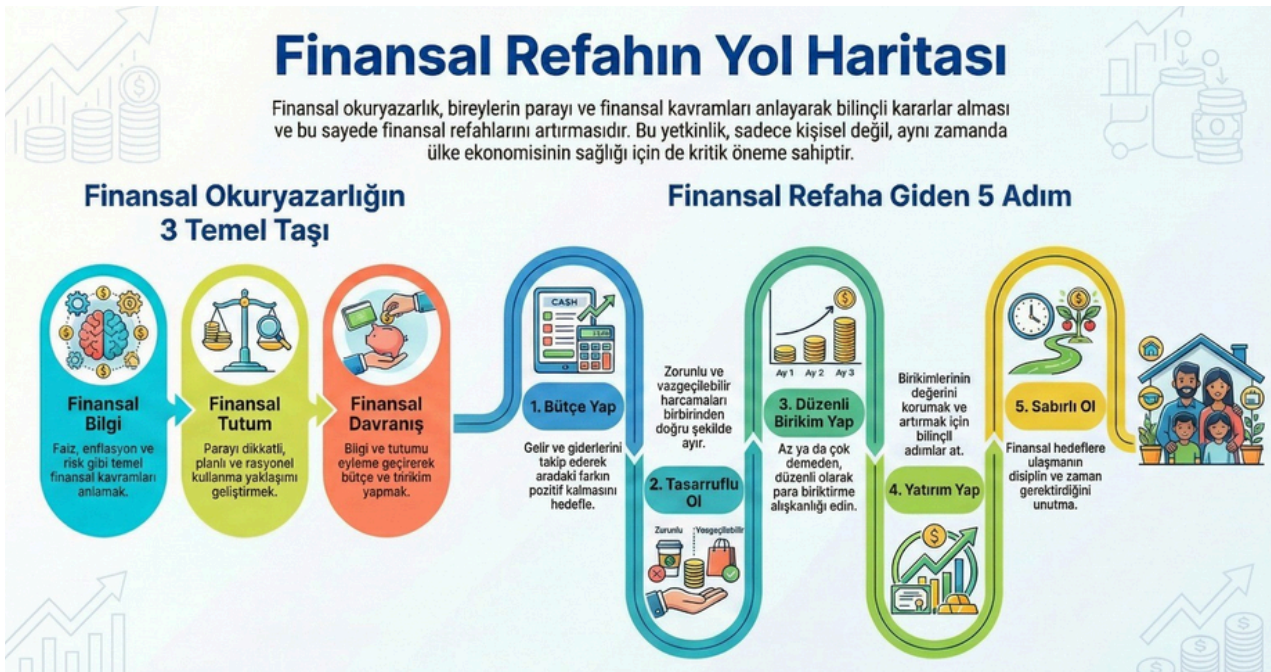 Finansal Refahın Yol Haritası
Finansal okuryazarlık, bireylerin parayı ve finansal kavramları anlayarak bilinçli kararlar alması
ve bu sayede finansal refahlarını artırmasıdır. Bu yetkinlik, sadece kişisel değil, aynı zamanda
ülke ekonomisinin sağlığı için de kritik öneme sahiptir.
Finansal Okuryazarlığın
3 Temel Taşı
Finansal
Bilgi
Faiz, enflasyon ve
risk gibi temel
finansal kavramları
anlamak.
Finansal
Tutum
Parayı dikkatli,
planlı ve rasyonel
kullanma yaklaşımı
geliştirmek.
Finansal
Davranış
Bilgi ve tutumu
eyleme geçirerek
bütçe ve tiririkim
yapmak.
Finansal Refaha Giden 5 Adım
CASH
1. Bütçe Yap
Gelir ve giderlerini
takip ederek
aradaki farkın
pozitif kalmasını
hedefle.
Zorunlu ve
vazgeçilebilir
harcamaları
birbirinden
doğru şekilde
ayır.
2. Tasarruflu
Ol
Zorunlu
Yosgeçilebilir
Ay 1 Ay 2 Ay 3
3. Düzenli
Birikim Yap
Az ya da çok
demeden,
düzenli olarak
para biriktirme
alışkanlığı edin.
Birikimlerinin
değerini
korumak ve
artırmak için
bilinçli
adımlar at.
4. Yatırım Yap
5. Sabırlı Ol
Finansal hedeflere
ulaşmanın
disiplin ve zaman
gerektirdiğini
unutma.